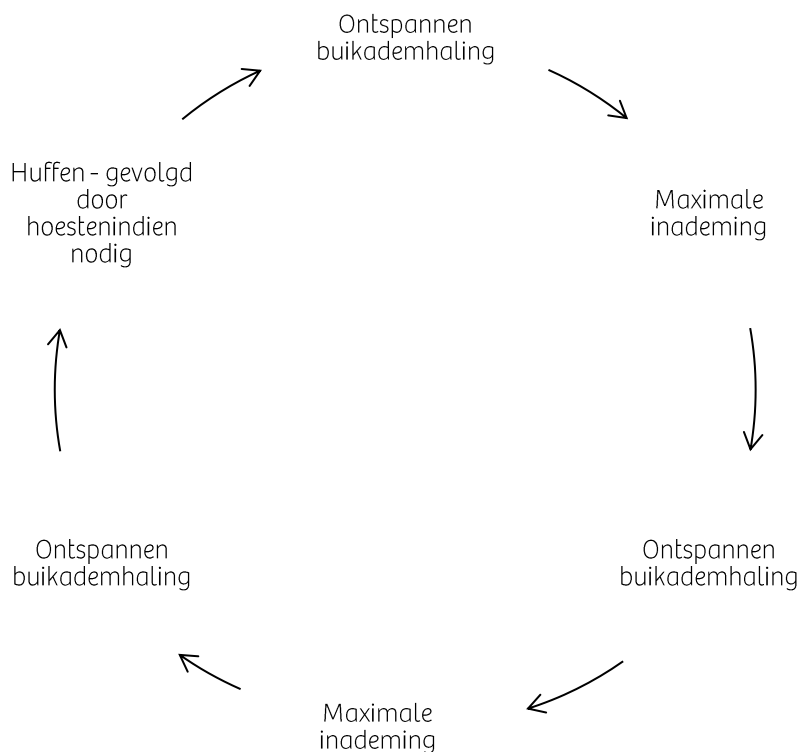 Ontspannen
buikademhaling
Maximale
inademing
Ontspannen
buikademhaling
Maximale
inademing
Ontspannen
buikademhaling
Huffen - gevolgd
door
hoestenindien
nodig